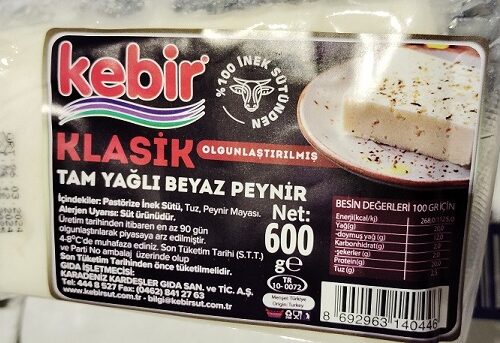 kebir
%100 İNEK SÜTÜNDEN
KLASİK
OLGUNLAŞTIRILMIŞ
TAM YAĞLI BEYAZ PEYNİR
İçindekiler: Pastörize İnek Sütü, Tuz, Peynir Mayası.
Alerjen Uyarısı: Süt ürünüdür.
Üretim tarihinden itibaren en az 90 gün
olgunlaştırılarak piyasaya arz edilmiştir.
4-8°C'de muhafaza ediniz. Son Tüketim Tarihi (S.T.T.)
ve Parti No ambalaj üzerinde olup
Son Tüketim Tarihinden önce tüketilmelidir.
GIDA İŞLETMECİSİ:
KARADENİZ KARDEŞLER GIDA SAN. ve TİC. A.Ş.
Tel: 444 8 527 Fax: (0462) 841 27 63
www.kebirsut.com.tr - bilgi@kebirsut.com.tr
Net:
600
g e
TR
10-0072
Menşei: Türkiye
Origin: Turkey
BESİN DEĞERLERİ 100 GR İÇİN
Enerji(kcal/kj)
Yağ(g)
-doymuş yağ (g)
Karbonhidrat(g)
-şekerler (g)
Protein(g)
Tuz (g)
8 692963 140446